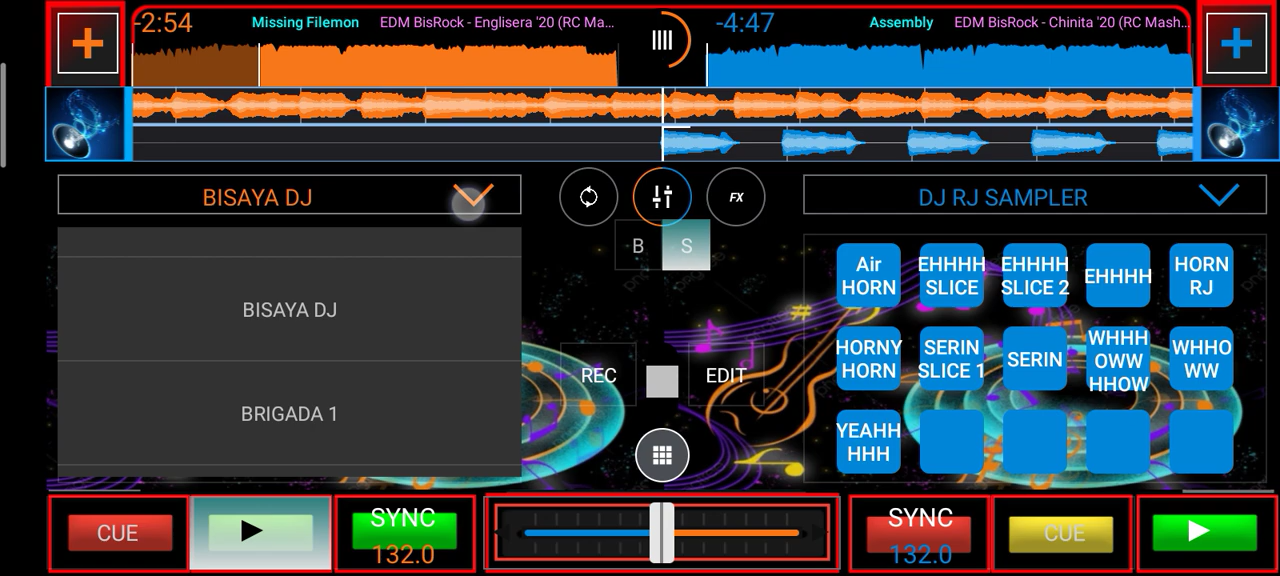 -2:54 Missing Filemon EDM BisRock - Englisera '20 (RC Ma...
-4:47 Assembly EDM BisRock - Chinita '20 (RC Mash...
BISAYA DJ
FX
DJ RJ SAMPLER
B S
BISAYA DJ
BRIGADA 1
REC
EDIT
Air
HORN
EHHHH
SLICE
EHHHH
SLICE 2
EHHHH
HORN
RJ
HORNY
HORN
SERIN
SLICE 1
SERIN
WHHH
OWW
HHOW
WHHO
WW
YEAHH
HHH
CUE
SYNC
132.0
SYNC
132.0
CUE